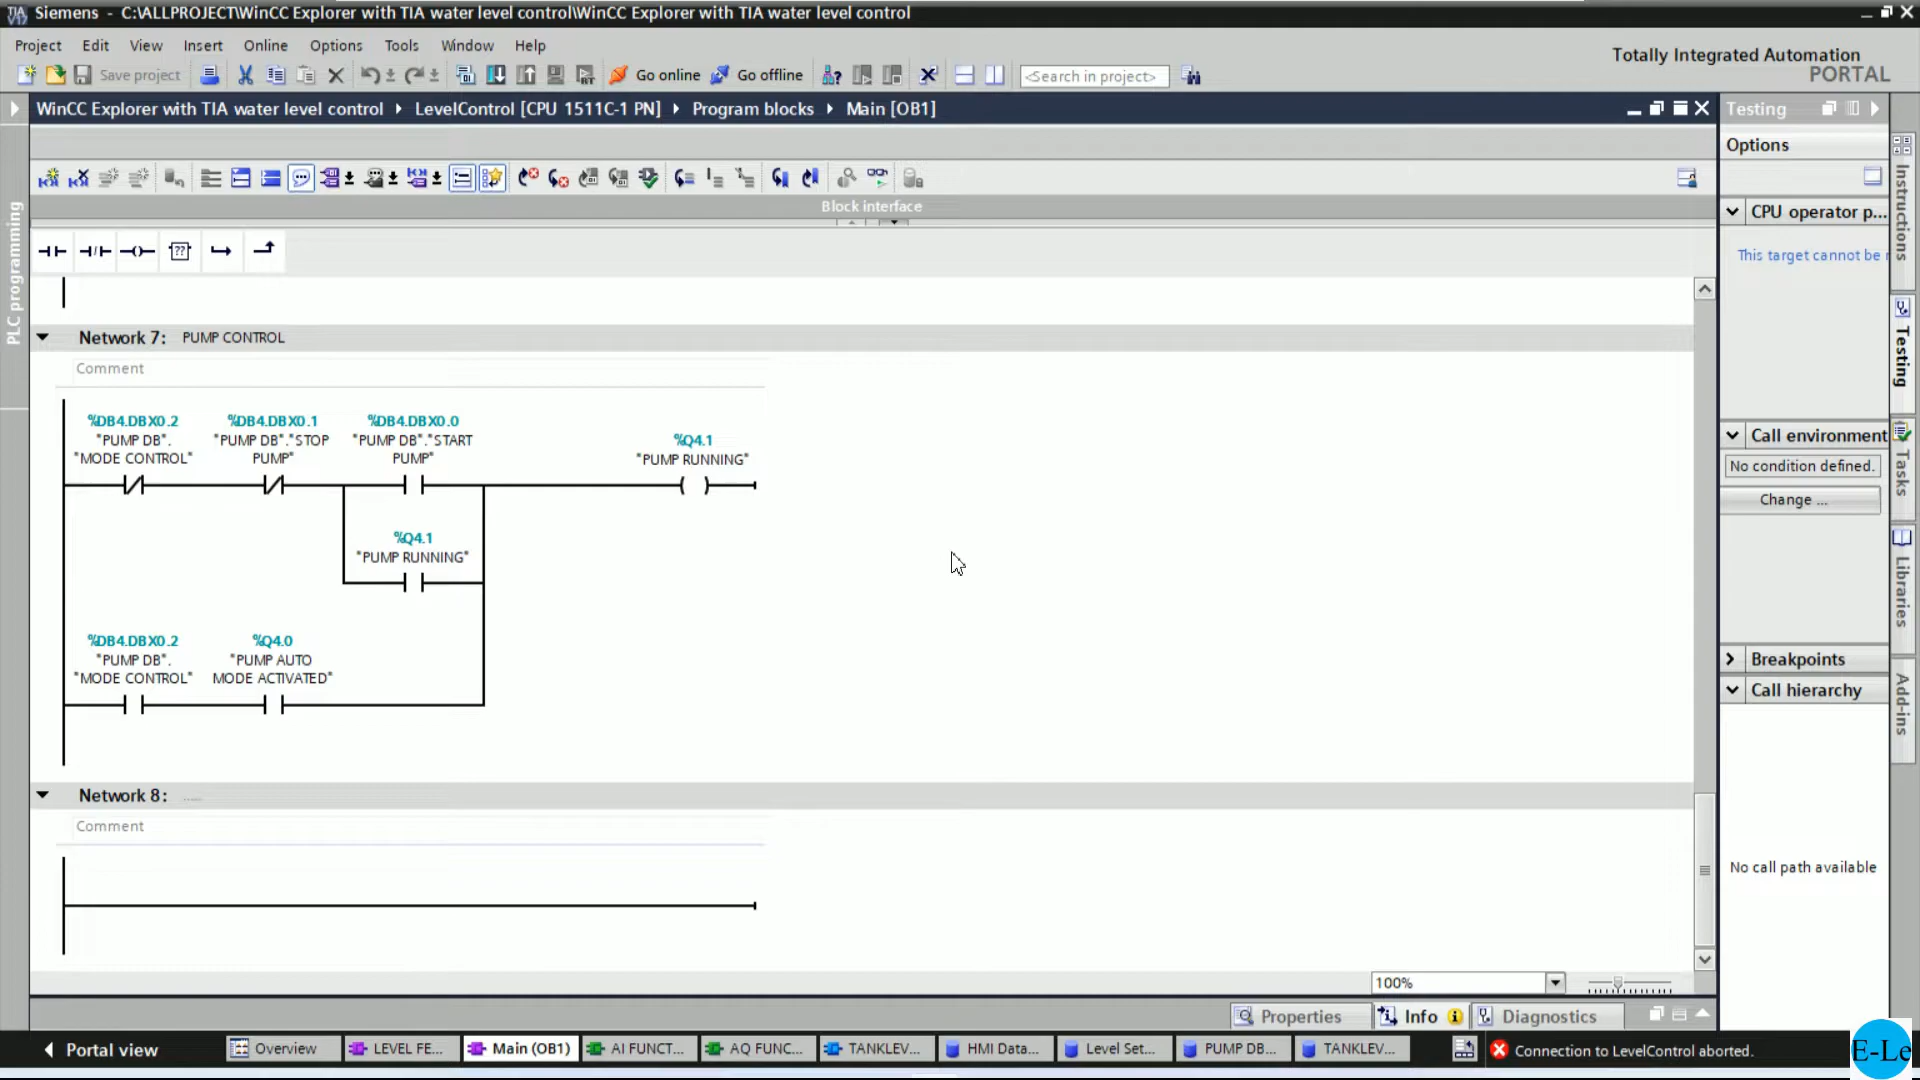 Siemens - C:\ALLPROJECT\WinCC Explorer with TIA water level control\WinCC Explorer with TIA water level control
Project Edit View Insert Online Options Tools Window Help
Totally Integrated Automation
PORTAL
Save project
Go online
Go offline
<Search in project>
WinCC Explorer with TIA water level control
LevelControl [CPU 1511C-1 PN]
Program blocks
Main [OB1]
Testing
Options
Block interface
CPU operator p...
This target cannot be
PLC programming
Instructions
Testing
Tasks
Libraries
Add-ins
Network 7: PUMP CONTROL
Comment
%DB4.DBX0.2
"PUMP DB".
"MODE CONTROL"
%DB4.DBX0.1
"PUMP DB"."STOP
PUMP"
%DB4.DBX0.0
"PUMP DB"."START
PUMP"
%Q4.1
"PUMP RUNNING"
%Q4.1
"PUMP RUNNING"
%DB4.DBX0.2
"PUMP DB".
"MODE CONTROL"
%Q4.0
"PUMP AUTO
MODE ACTIVATED"
Network 8: .....
Comment
Call environment
No condition defined.
Change ...
Breakpoints
Call hierarchy
No call path available
100%
Properties
Info
Diagnostics
Portal view
Overview
LEVEL FE...
Main (OB1)
AI FUNCT...
AQ FUNC...
TANKLEV...
HMI Data...
Level Set...
PUMP DB...
TANKLEV...
Connection to LevelControl aborted.
E-Le